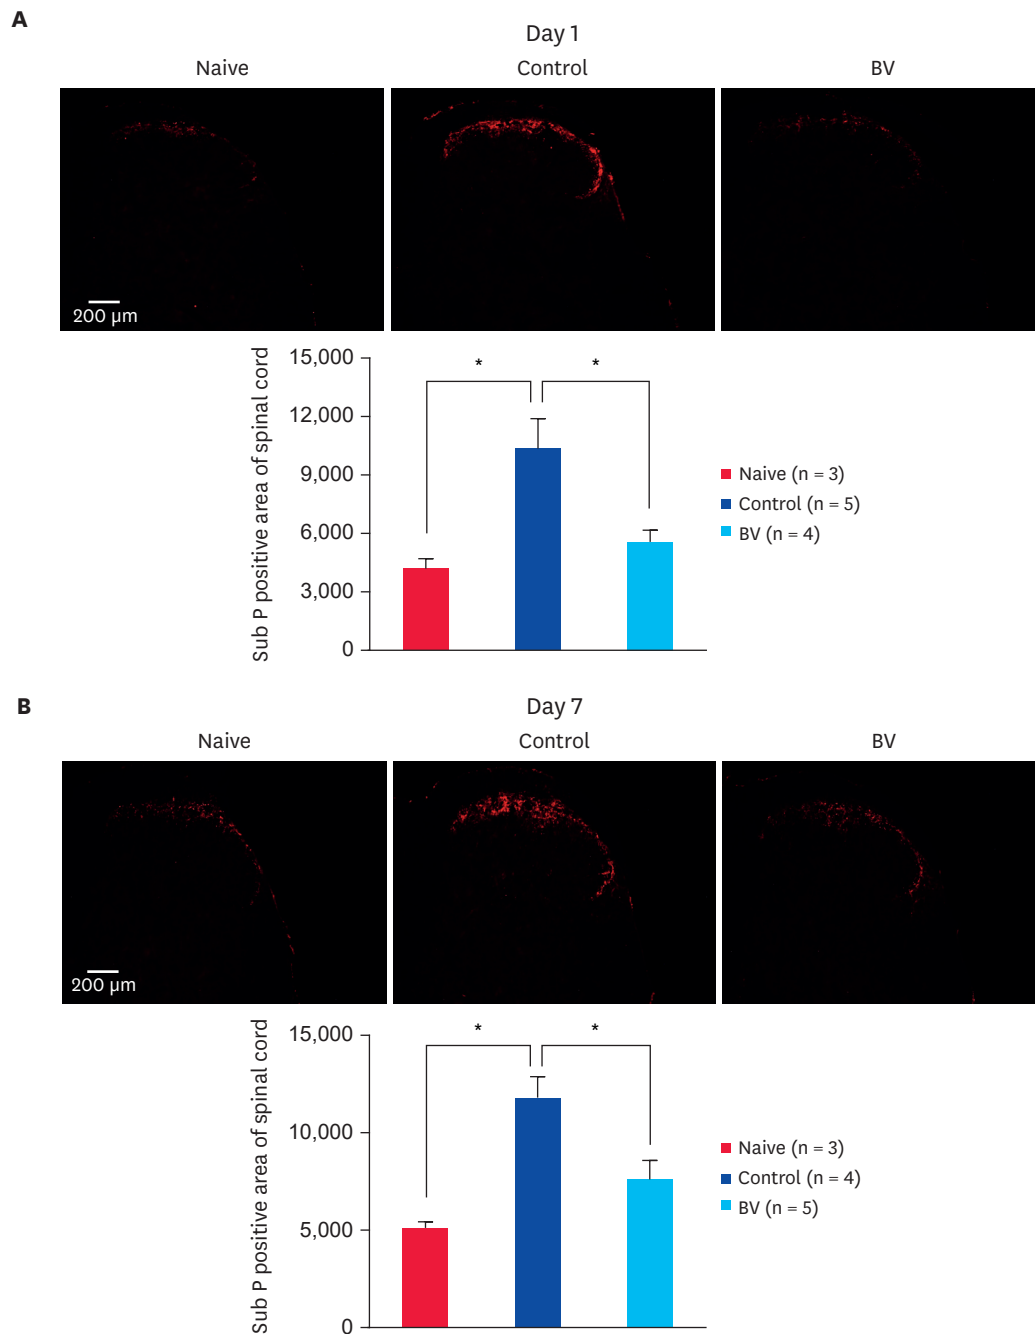 A
Day 1
Naive
Control
BV
200 µm
Sub P positive area of spinal cord
15,000
12,000
9,000
6,000
3,000
0
*
*
Naive (n = 3)
Control (n = 5)
BV (n = 4)
B
Day 7
Naive
Control
BV
200 µm
Sub P positive area of spinal cord
15,000
10,000
5,000
0
*
*
Naive (n = 3)
Control (n = 4)
BV (n = 5)